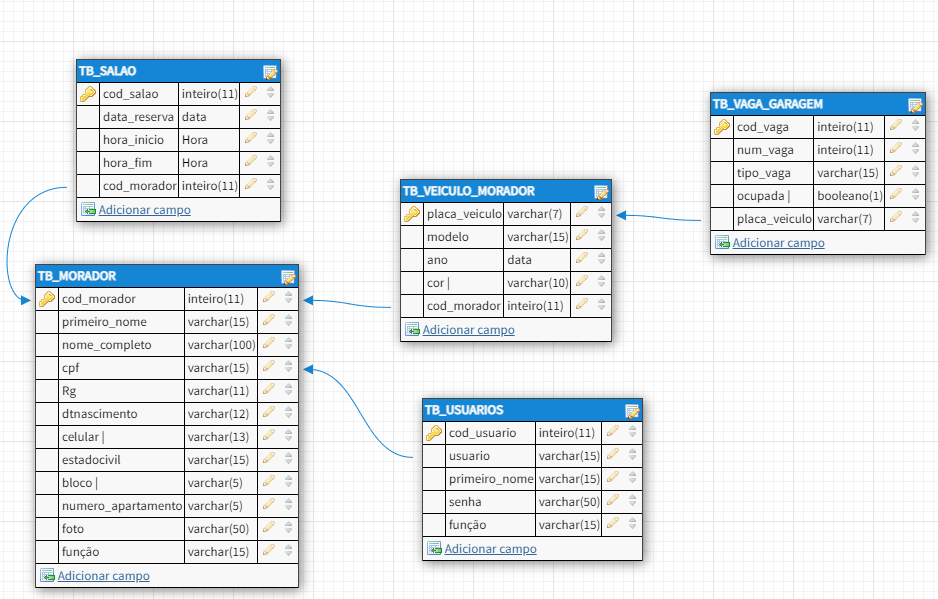 TB_SALAO
cod_salao inteiro(11)
data_reserva data
hora_inicio Hora
hora_fim Hora
cod_morador inteiro(11)
Adicionar campo
TB_MORADOR
cod_morador inteiro(11)
primeiro_nome varchar(15)
nome_completo varchar(100)
cpf varchar(15)
Rg varchar(11)
dtnascimento varchar(12)
celular | varchar(13)
estadocivil varchar(15)
bloco | varchar(5)
numero_apartamento varchar(5)
foto varchar(50)
função varchar(15)
Adicionar campo
TB_VEICULO_MORADOR
placa_veiculo varchar(7)
modelo varchar(15)
ano data
cor | varchar(10)
cod_morador inteiro(11)
Adicionar campo
TB_USUARIOS
cod_usuario inteiro(11)
usuario varchar(15)
primeiro_nome varchar(15)
senha varchar(50)
função varchar(15)
Adicionar campo
TB_VAGA_GARAGEM
cod_vaga inteiro(11)
num_vaga inteiro(11)
tipo_vaga varchar(15)
ocupada | booleano(1)
placa_veiculo varchar(7)
Adicionar campo